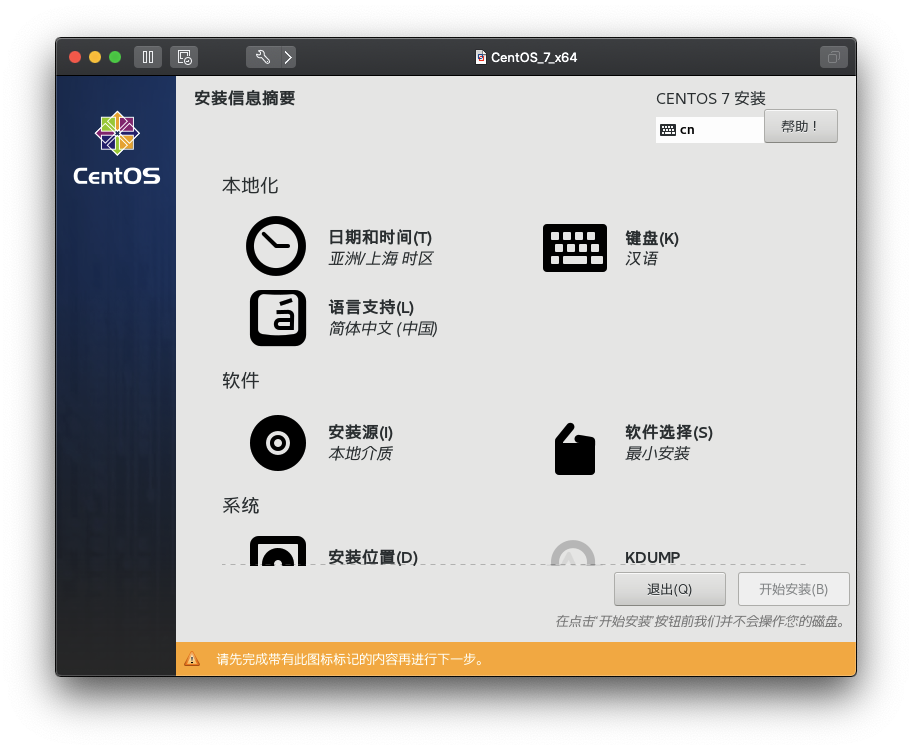 CentOS_7_x64
安装信息摘要
CENTOS 7 安装
cn
帮助！
CentOS
本地化
日期和时间(T)
亚洲/上海 时区
键盘(K)
汉语
语言支持(L)
简体中文 (中国)
软件
安装源(I)
本地介质
软件选择(S)
最小安装
系统
安装位置(D)
KDUMP
退出(Q)
开始安装(B)
在点击“开始安装”按钮前我们并不会操作您的磁盘。
请先完成带有此图标标记的内容再进行下一步。